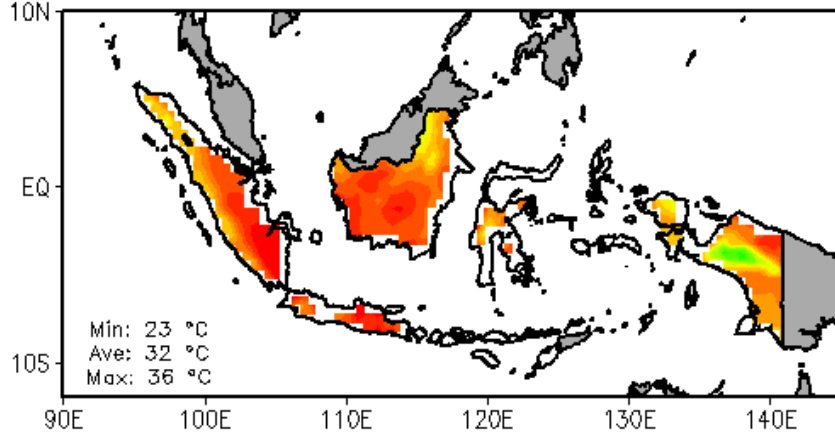 10N
EQ
10S
Min: 23 °C
Ave: 32 °C
Max: 36 °C
90E 100E 110E 120E 130E 140E